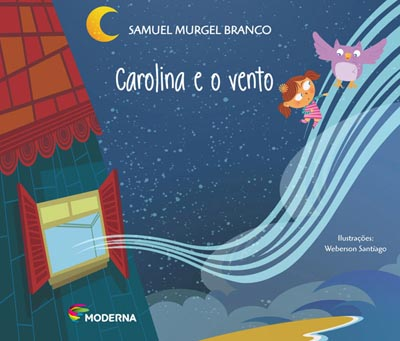 SAMUEL MURGEL BRANCO
Carolina e o vento
Ilustrações:
Weberson Santiago
MODERNA